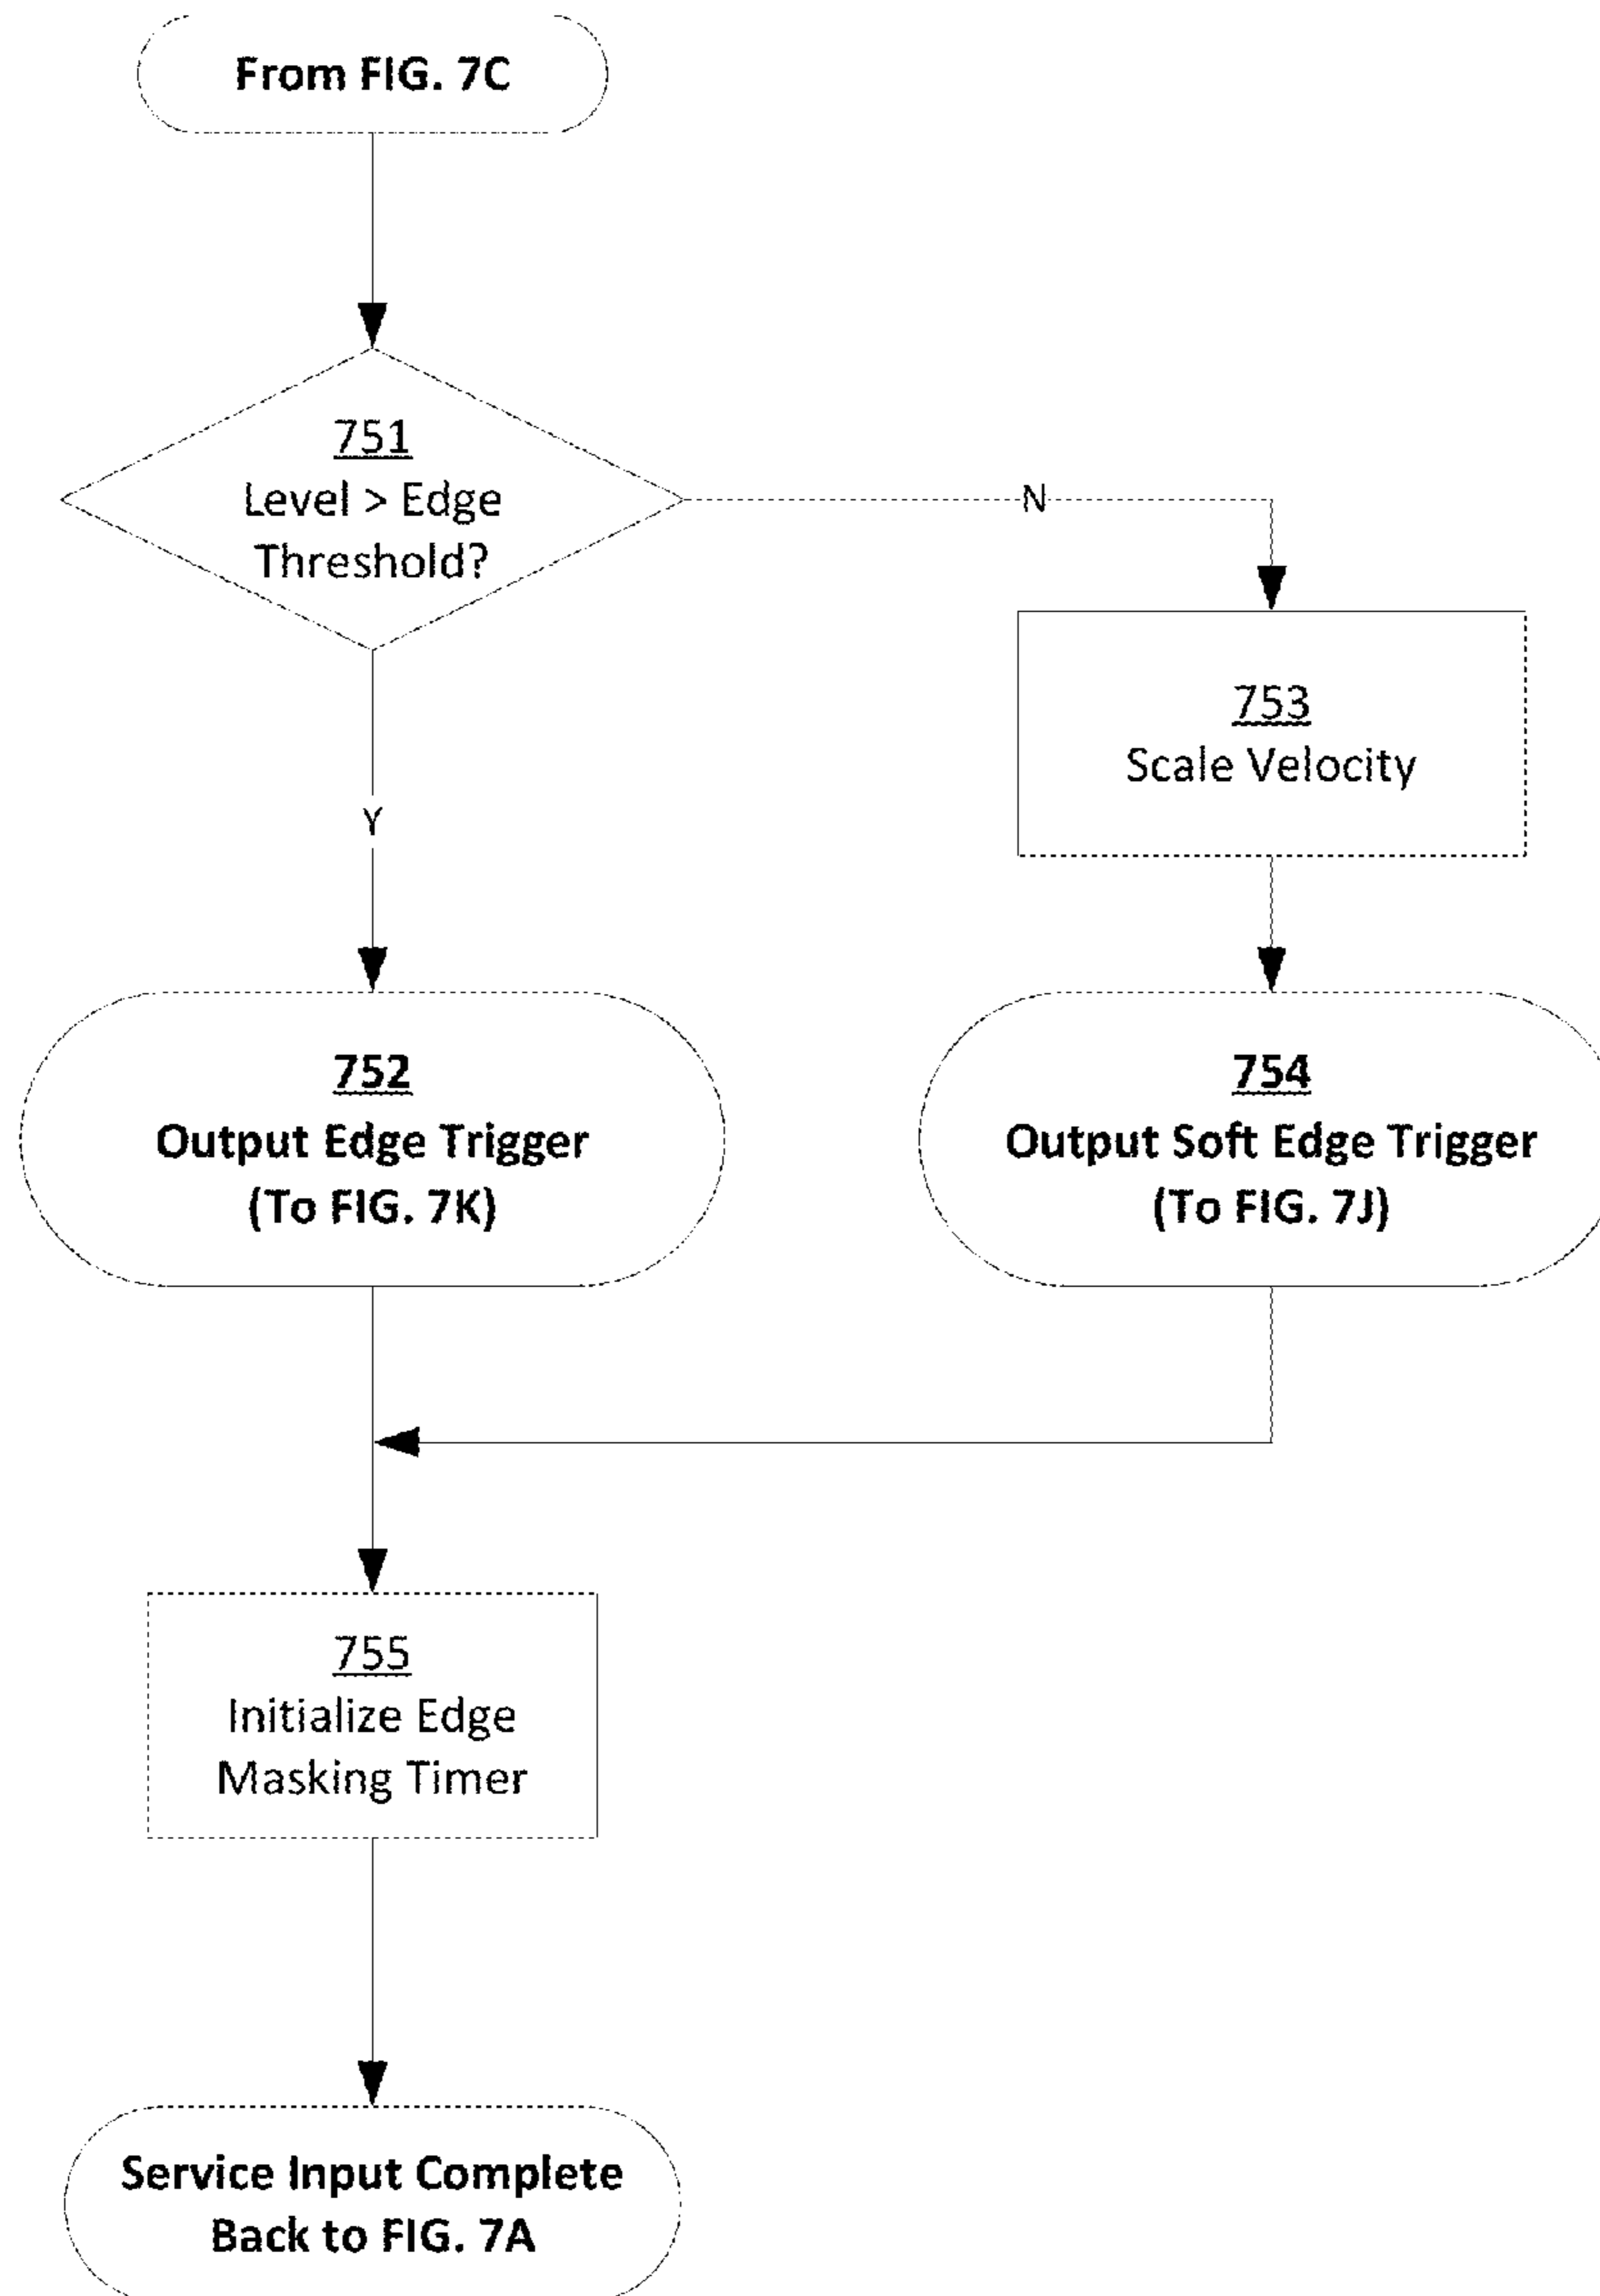 From FIG. 7C
751
Level > Edge
Threshold?
N
753
Scale Velocity
Y
752
Output Edge Trigger
(To FIG. 7K)
754
Output Soft Edge Trigger
(To FIG. 7J)
755
Initialize Edge
Masking Timer
Service Input Complete
Back to FIG. 7A